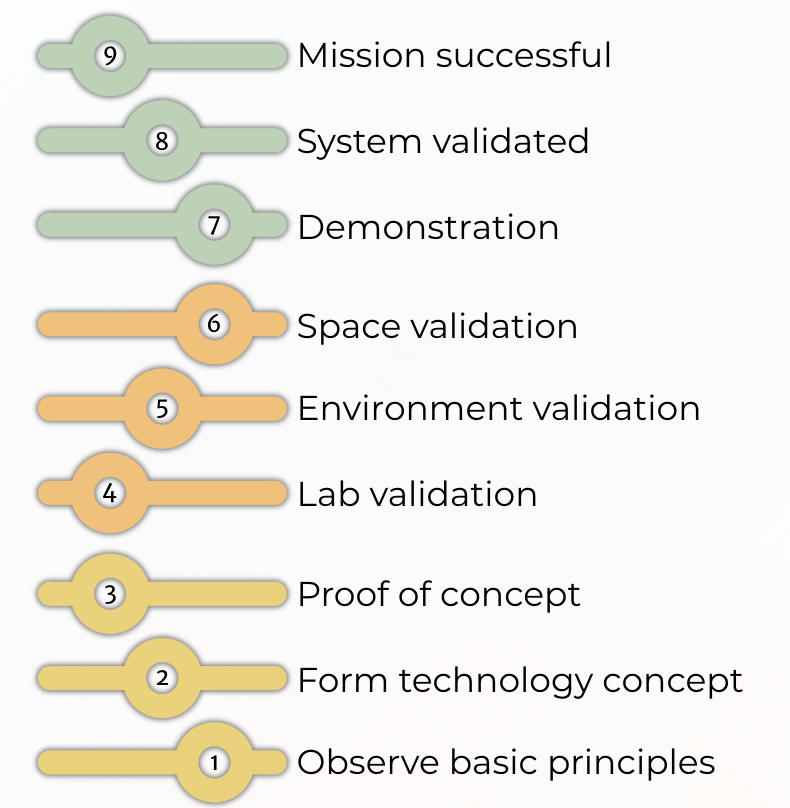 9 Mission successful
8 System validated
7 Demonstration
6 Space validation
5 Environment validation
4 Lab validation
3 Proof of concept
2 Form technology concept
1 Observe basic principles